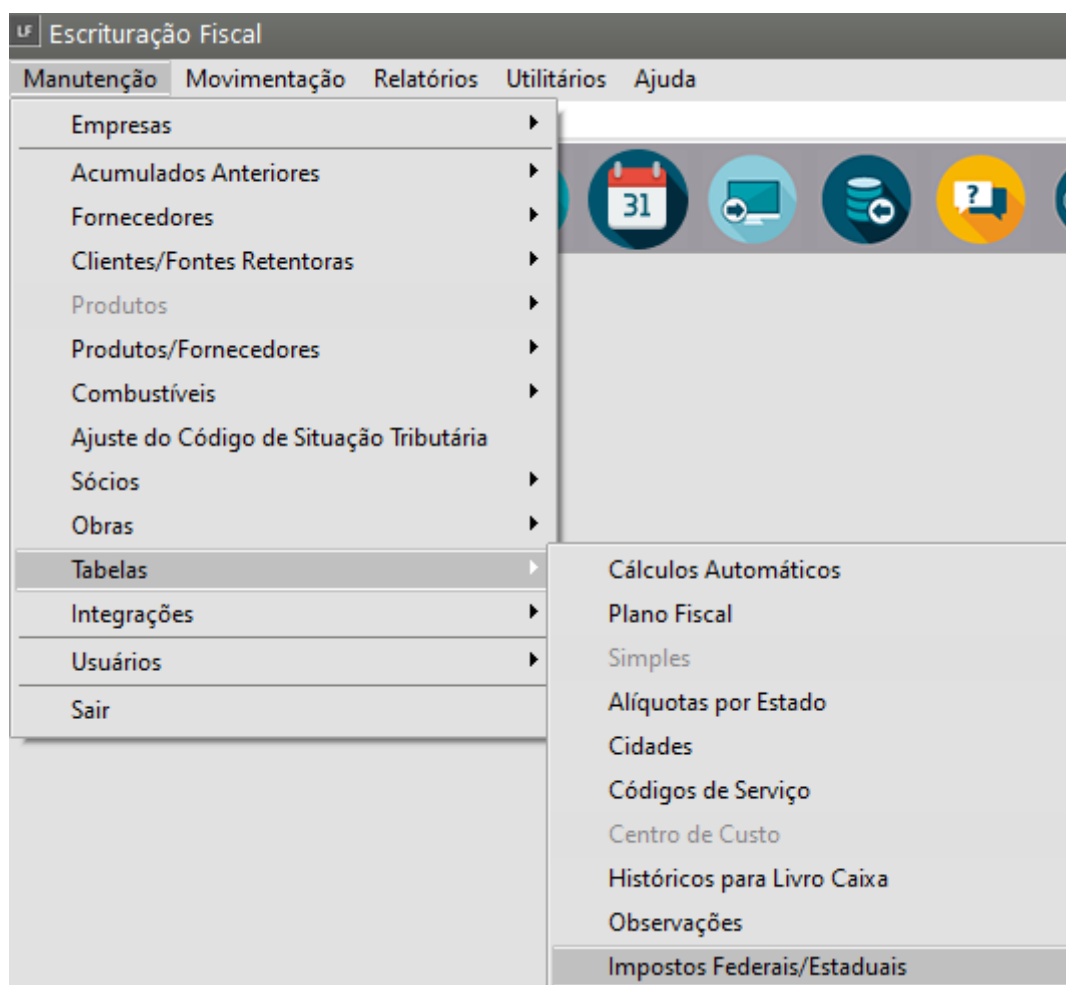 LF Escrituração Fiscal
Manutenção Movimentação Relatórios Utilitários Ajuda
Empresas
Acumulados Anteriores
Fornecedores
Clientes/Fontes Retentoras
Produtos
Produtos/Fornecedores
Combustíveis
Ajuste do Código de Situação Tributária
Sócios
Obras
Tabelas
Integrações
Usuários
Sair
31
?
Cálculos Automáticos
Plano Fiscal
Simples
Alíquotas por Estado
Cidades
Códigos de Serviço
Centro de Custo
Históricos para Livro Caixa
Observações
Impostos Federais/Estaduais